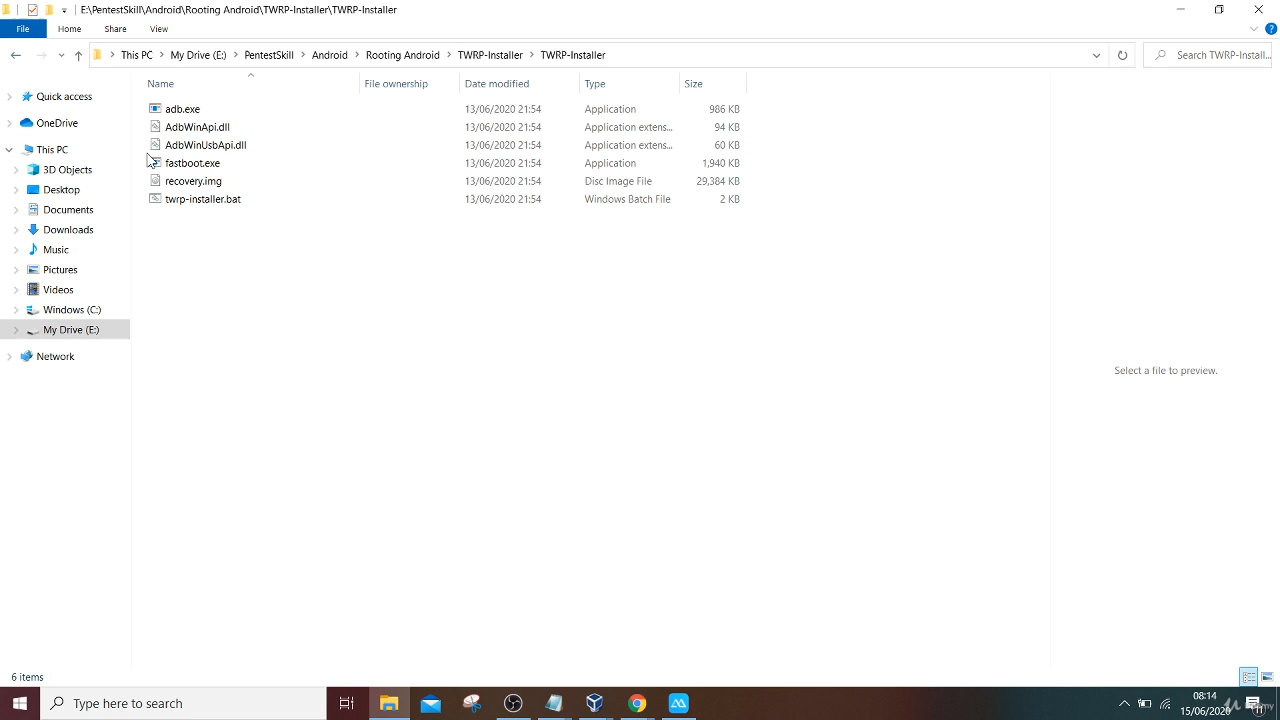 E:\PentestSkill\Android\Rooting Android\TWRP-Installer\TWRP-Installer
File Home Share View
This PC My Drive (E:) PentestSkill Android Rooting Android TWRP-Installer TWRP-Installer Search TWRP-Install...
Name File ownership Date modified Type Size
Quick access
OneDrive
This PC
3D Objects
Desktop
Documents
Downloads
Music
Pictures
Videos
Windows (C:)
My Drive (E:)
Network
adb.exe 13/06/2020 21:54 Application 986 KB
AdbWinApi.dll 13/06/2020 21:54 Application extens... 94 KB
AdbWinUsbApi.dll 13/06/2020 21:54 Application extens... 60 KB
fastboot.exe 13/06/2020 21:54 Application 1,940 KB
recovery.img 13/06/2020 21:54 Disc Image File 29,384 KB
twrp-installer.bat 13/06/2020 21:54 Windows Batch File 2 KB
Select a file to preview.
6 items
Type here to search
08:14
15/06/2020